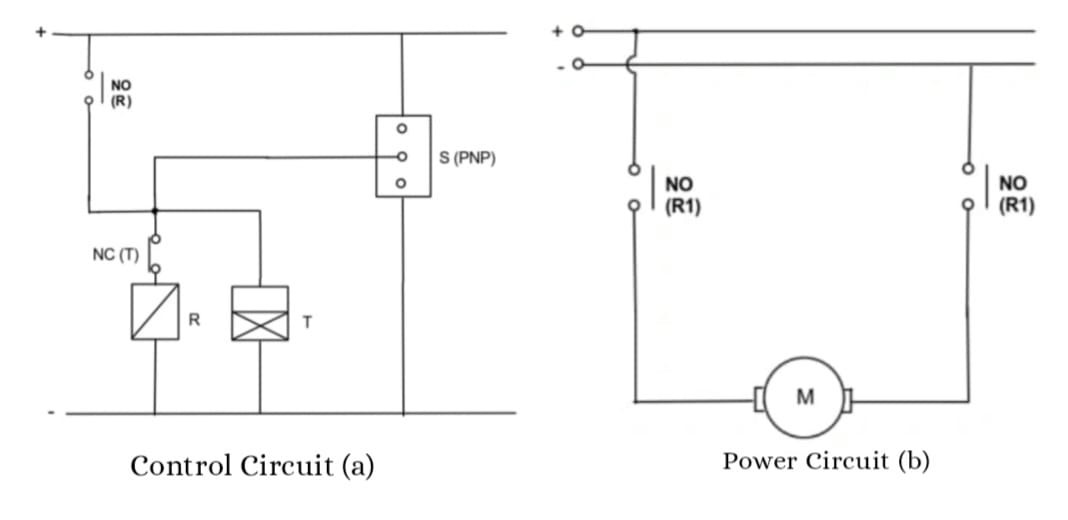 +
NO
(R)
S (PNP)
NC (T)
R
T
-
Control Circuit (a)
+
-
NO
(R1)
NO
(R1)
M
Power Circuit (b)